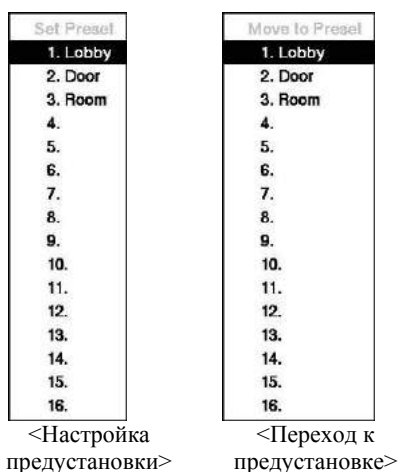 Set Preset
1. Lobby
2. Door
3. Room
4.
5.
6.
7.
8.
9.
10.
11.
12.
13.
14.
15.
16.
<Настройка
предустановки>
Move to Preset
1. Lobby
2. Door
3. Room
4.
5.
6.
7.
8.
9.
10.
11.
12.
13.
14.
15.
16.
<Переход к
предустановке>